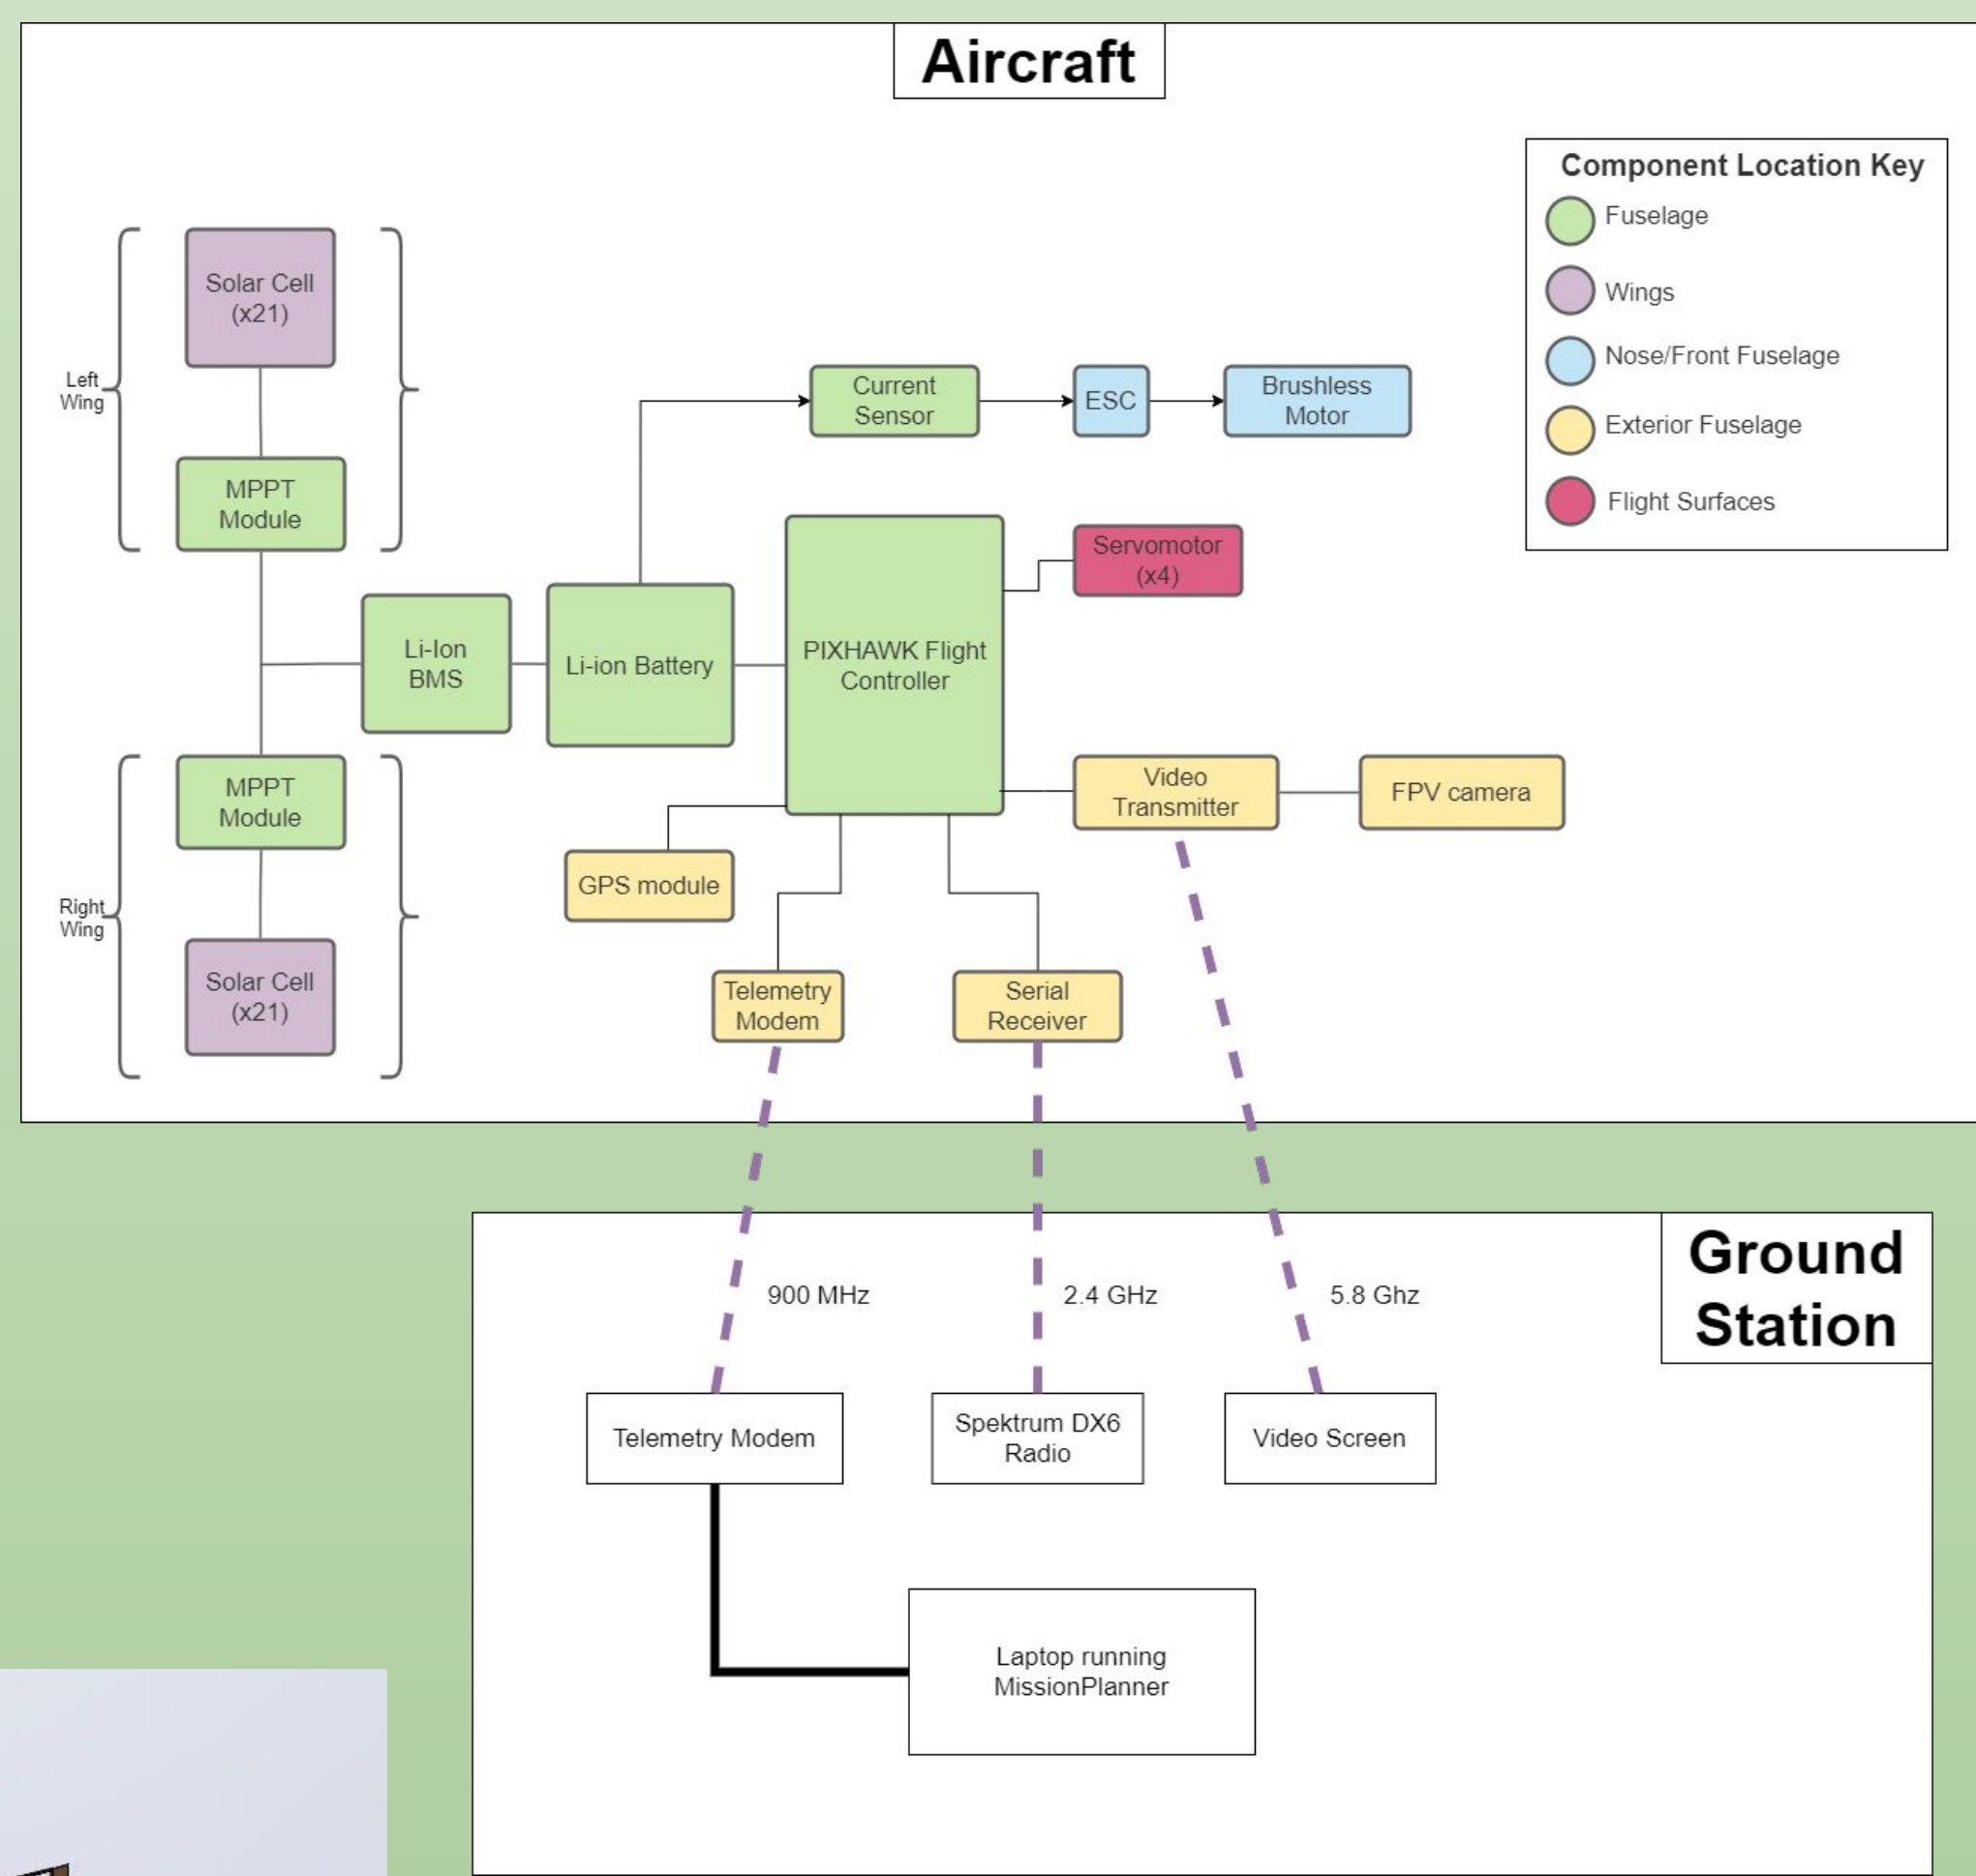 Aircraft
Component Location Key
Fuselage
Wings
Nose/Front Fuselage
Exterior Fuselage
Flight Surfaces
Solar Cell
(x21)
Left
Wing
MPPT
Module
Current
Sensor
ESC
Brushless
Motor
Servomotor
(x4)
Li-Ion
BMS
Li-ion Battery
PIXHAWK Flight
Controller
MPPT
Module
Video
Transmitter
FPV camera
GPS module
Right
Wing
Solar Cell
(x21)
Telemetry
Modem
Serial
Receiver
Ground
Station
900 MHz
2.4 GHz
5.8 Ghz
Telemetry Modem
Spektrum DX6
Radio
Video Screen
Laptop running
MissionPlanner